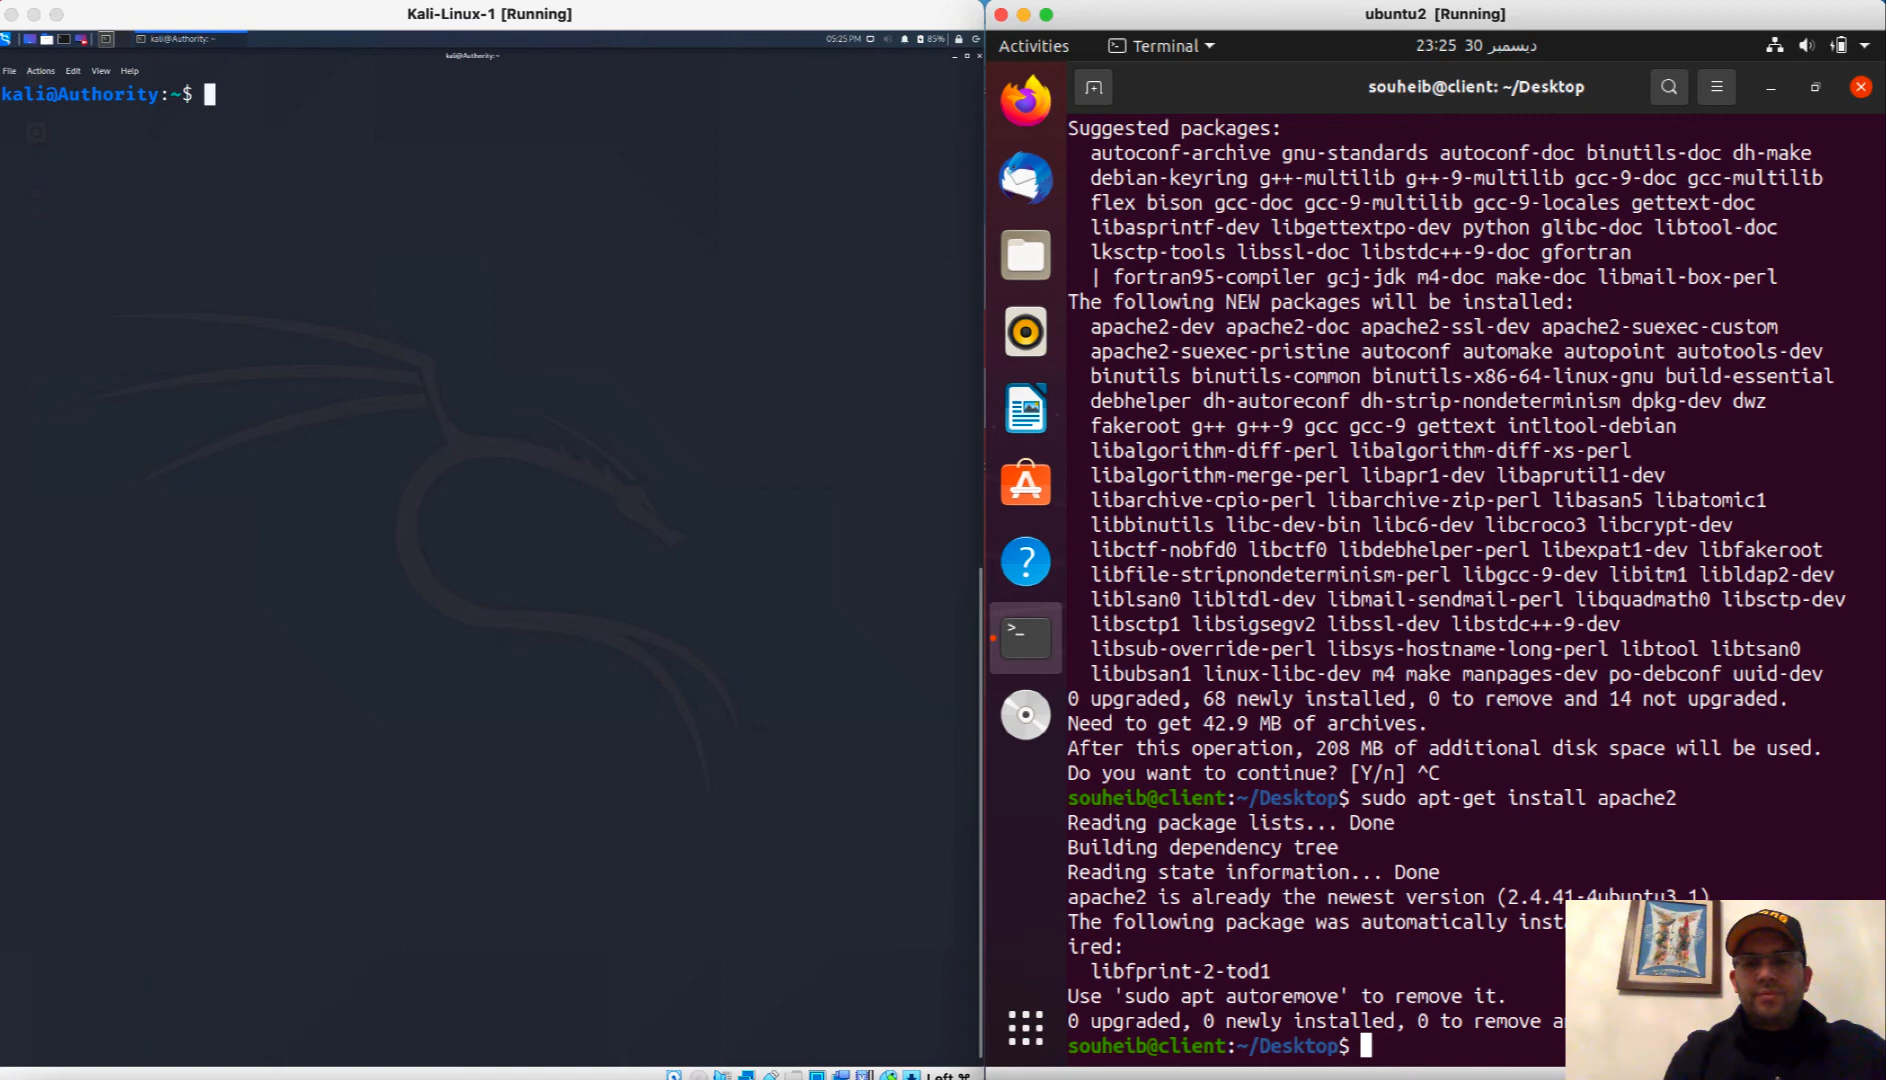 Kali-Linux-1 [Running]
kali@Authority: ~
05:25 PM
85%
kali@Authority:~
File Actions Edit View Help
kali@Authority:~$
Left ⌘
ubuntu2 [Running]
Activities
Terminal
23:25 30 ديسمبر
souheib@client: ~/Desktop
Suggested packages:
autoconf-archive gnu-standards autoconf-doc binutils-doc dh-make
debian-keyring g++-multilib g++-9-multilib gcc-9-doc gcc-multilib
flex bison gcc-doc gcc-9-multilib gcc-9-locales gettext-doc
libasprintf-dev libgettextpo-dev python glibc-doc libtool-doc
lksctp-tools libssl-doc libstdc++-9-doc gfortran
| fortran95-compiler gcj-jdk m4-doc make-doc libmail-box-perl
The following NEW packages will be installed:
apache2-dev apache2-doc apache2-ssl-dev apache2-suexec-custom
apache2-suexec-pristine autoconf automake autopoint autotools-dev
binutils binutils-common binutils-x86-64-linux-gnu build-essential
debhelper dh-autoreconf dh-strip-nondeterminism dpkg-dev dwz
fakeroot g++ g++-9 gcc gcc-9 gettext intltool-debian
libalgorithm-diff-perl libalgorithm-diff-xs-perl
libalgorithm-merge-perl libapr1-dev libaprutil1-dev
libarchive-cpio-perl libarchive-zip-perl libasan5 libatomic1
libbinutils libc-dev-bin libc6-dev libcroco3 libcrypt-dev
libctf-nobfd0 libctf0 libdebhelper-perl libexpat1-dev libfakeroot
libfile-stripnondeterminism-perl libgcc-9-dev libitm1 libldap2-dev
liblsan0 libltdl-dev libmail-sendmail-perl libquadmath0 libsctp-dev
libsctp1 libsigsegv2 libssl-dev libstdc++-9-dev
libsub-override-perl libsys-hostname-long-perl libtool libtsan0
libubsan1 linux-libc-dev m4 make manpages-dev po-debconf uuid-dev
0 upgraded, 68 newly installed, 0 to remove and 14 not upgraded.
Need to get 42.9 MB of archives.
After this operation, 208 MB of additional disk space will be used.
Do you want to continue? [Y/n] ^C
souheib@client:~/Desktop$ sudo apt-get install apache2
Reading package lists... Done
Building dependency tree
Reading state information... Done
apache2 is already the newest version (2.4.41-4ubuntu3.1)
The following package was automatically inst
ired:
libfprint-2-tod1
Use 'sudo apt autoremove' to remove it.
0 upgraded, 0 newly installed, 0 to remove a
souheib@client:~/Desktop$